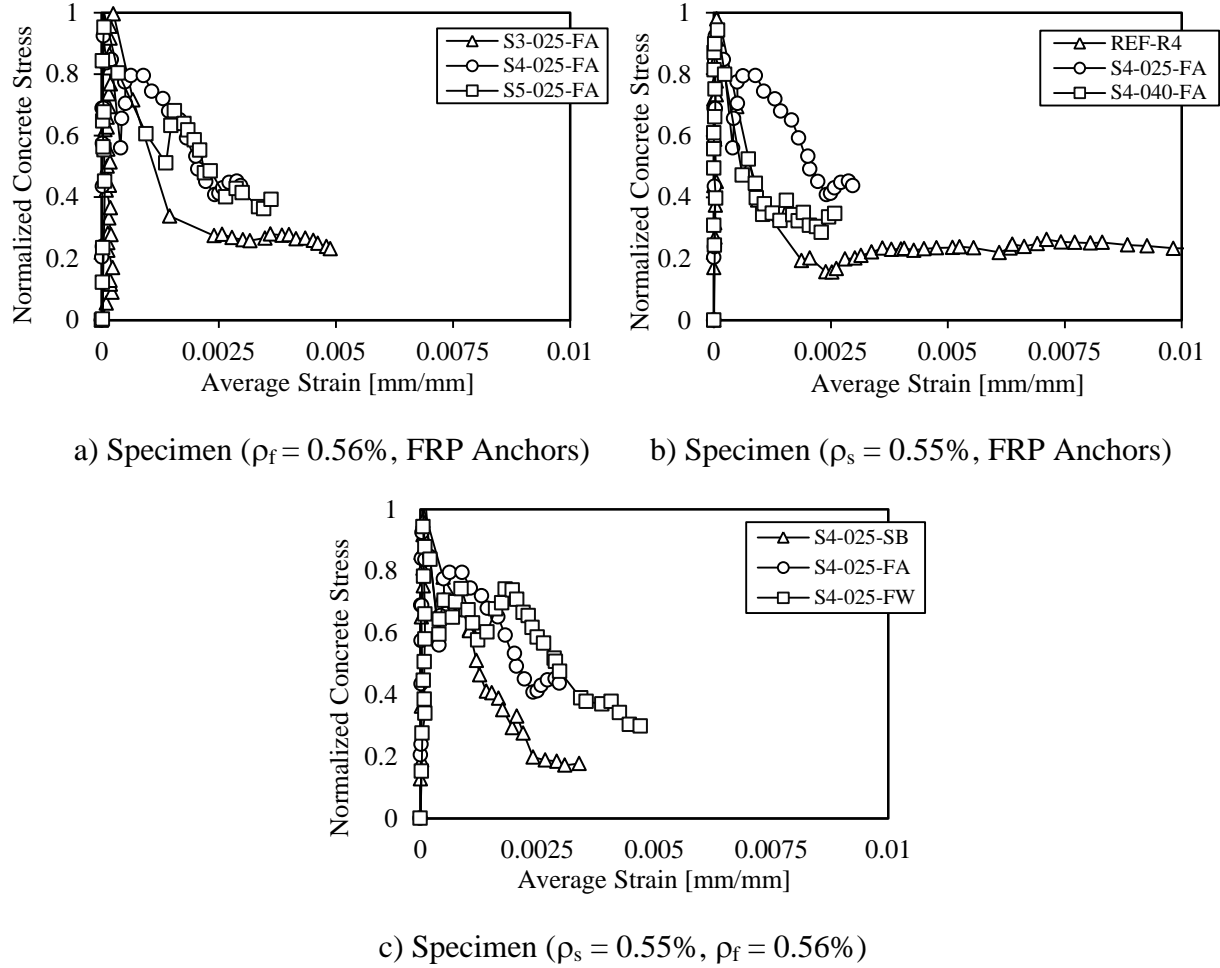 Normalized Concrete Stress
1
0.8
0.6
0.4
0.2
0
0 0.0025 0.005 0.0075 0.01
Average Strain [mm/mm]
S3-025-FA
S4-025-FA
S5-025-FA
a) Specimen (ρf = 0.56%, FRP Anchors)
Normalized Concrete Stress
1
0.8
0.6
0.4
0.2
0
0 0.0025 0.005 0.0075 0.01
Average Strain [mm/mm]
REF-R4
S4-025-FA
S4-040-FA
b) Specimen (ρs = 0.55%, FRP Anchors)
Normalized Concrete Stress
1
0.8
0.6
0.4
0.2
0
0 0.0025 0.005 0.0075 0.01
Average Strain [mm/mm]
S4-025-SB
S4-025-FA
S4-025-FW
c) Specimen (ρs = 0.55%, ρf = 0.56%)